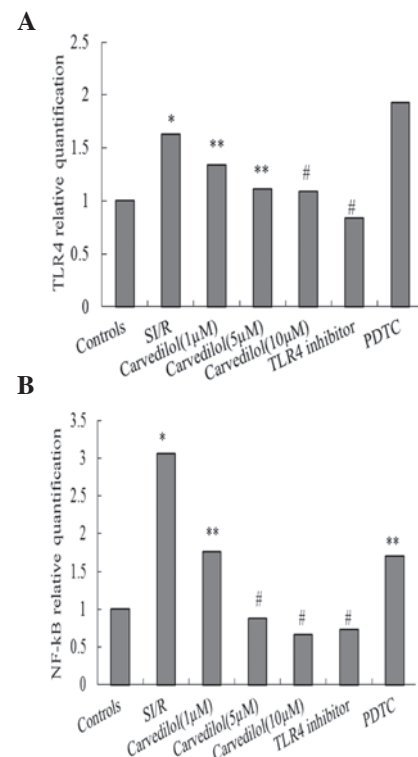 A
TLR4 relative quantification
2.5
2
1.5
1
0.5
0
*
**
**
#
#
Controls
SI/R
Carvedilol(1μM)
Carvedilol(5μM)
Carvedilol(10μM)
TLR4 inhibitor
PDTC
B
NF-kB relative quantification
3.5
3
2.5
2
1.5
1
0.5
0
*
**
#
#
#
**
Controls
SI/R
Carvedilol(1μM)
Carvedilol(5μM)
Carvedilol(10μM)
TLR4 inhibitor
PDTC